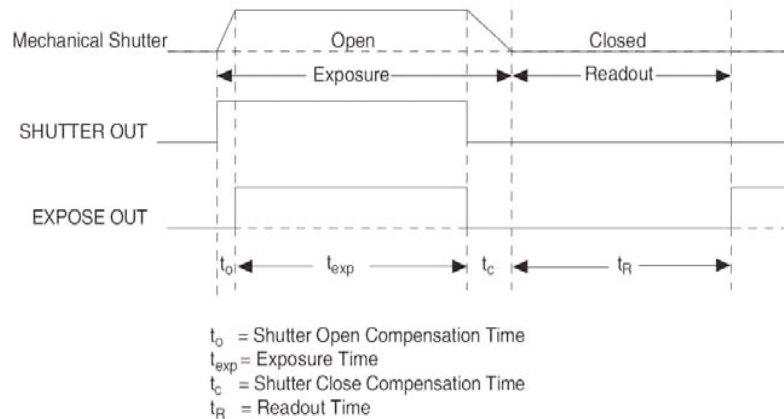 Mechanical Shutter Open Closed
Exposure Readout
SHUTTER OUT
EXPOSE OUT
to texp tc tR
to = Shutter Open Compensation Time
texp = Exposure Time
tc = Shutter Close Compensation Time
tR = Readout Time